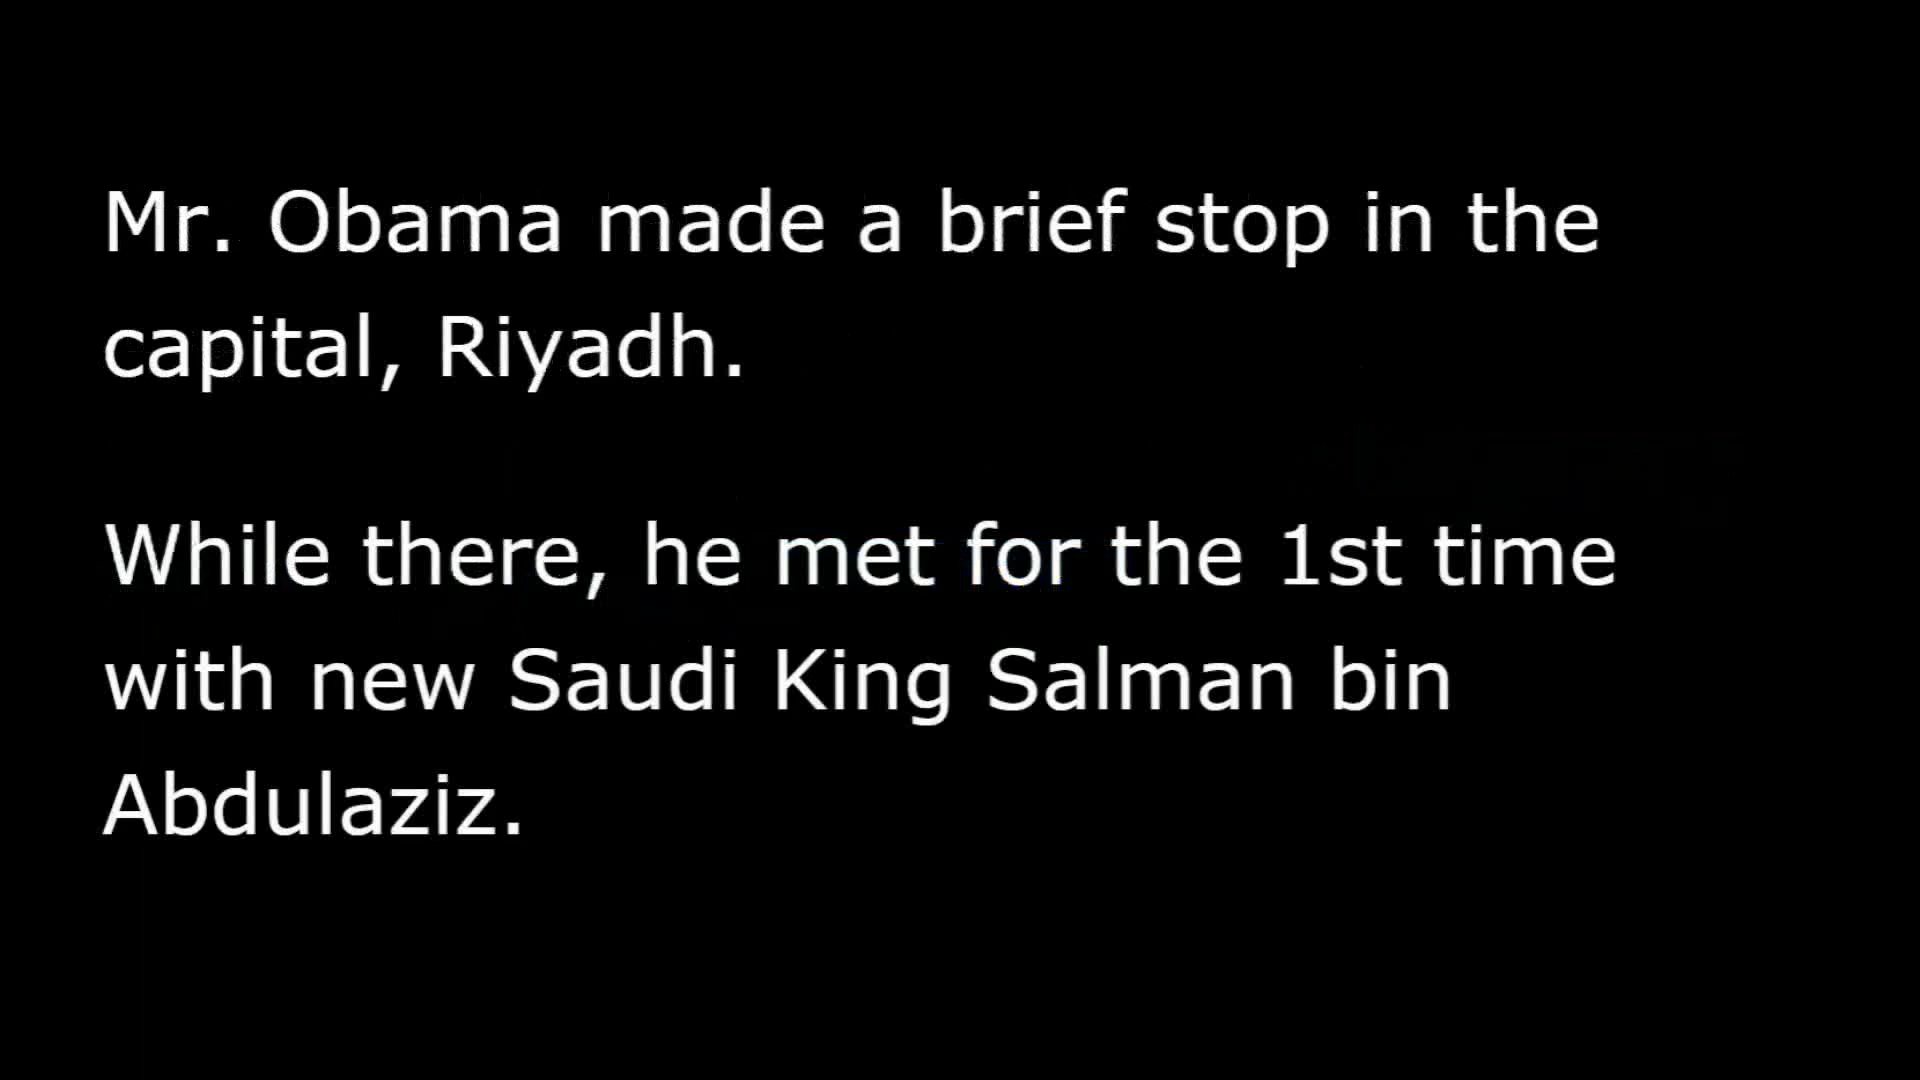 Mr. Obama made a brief stop in the
capital, Riyadh.
While there, he met for the 1st time
with new Saudi King Salman bin
Abdulaziz.